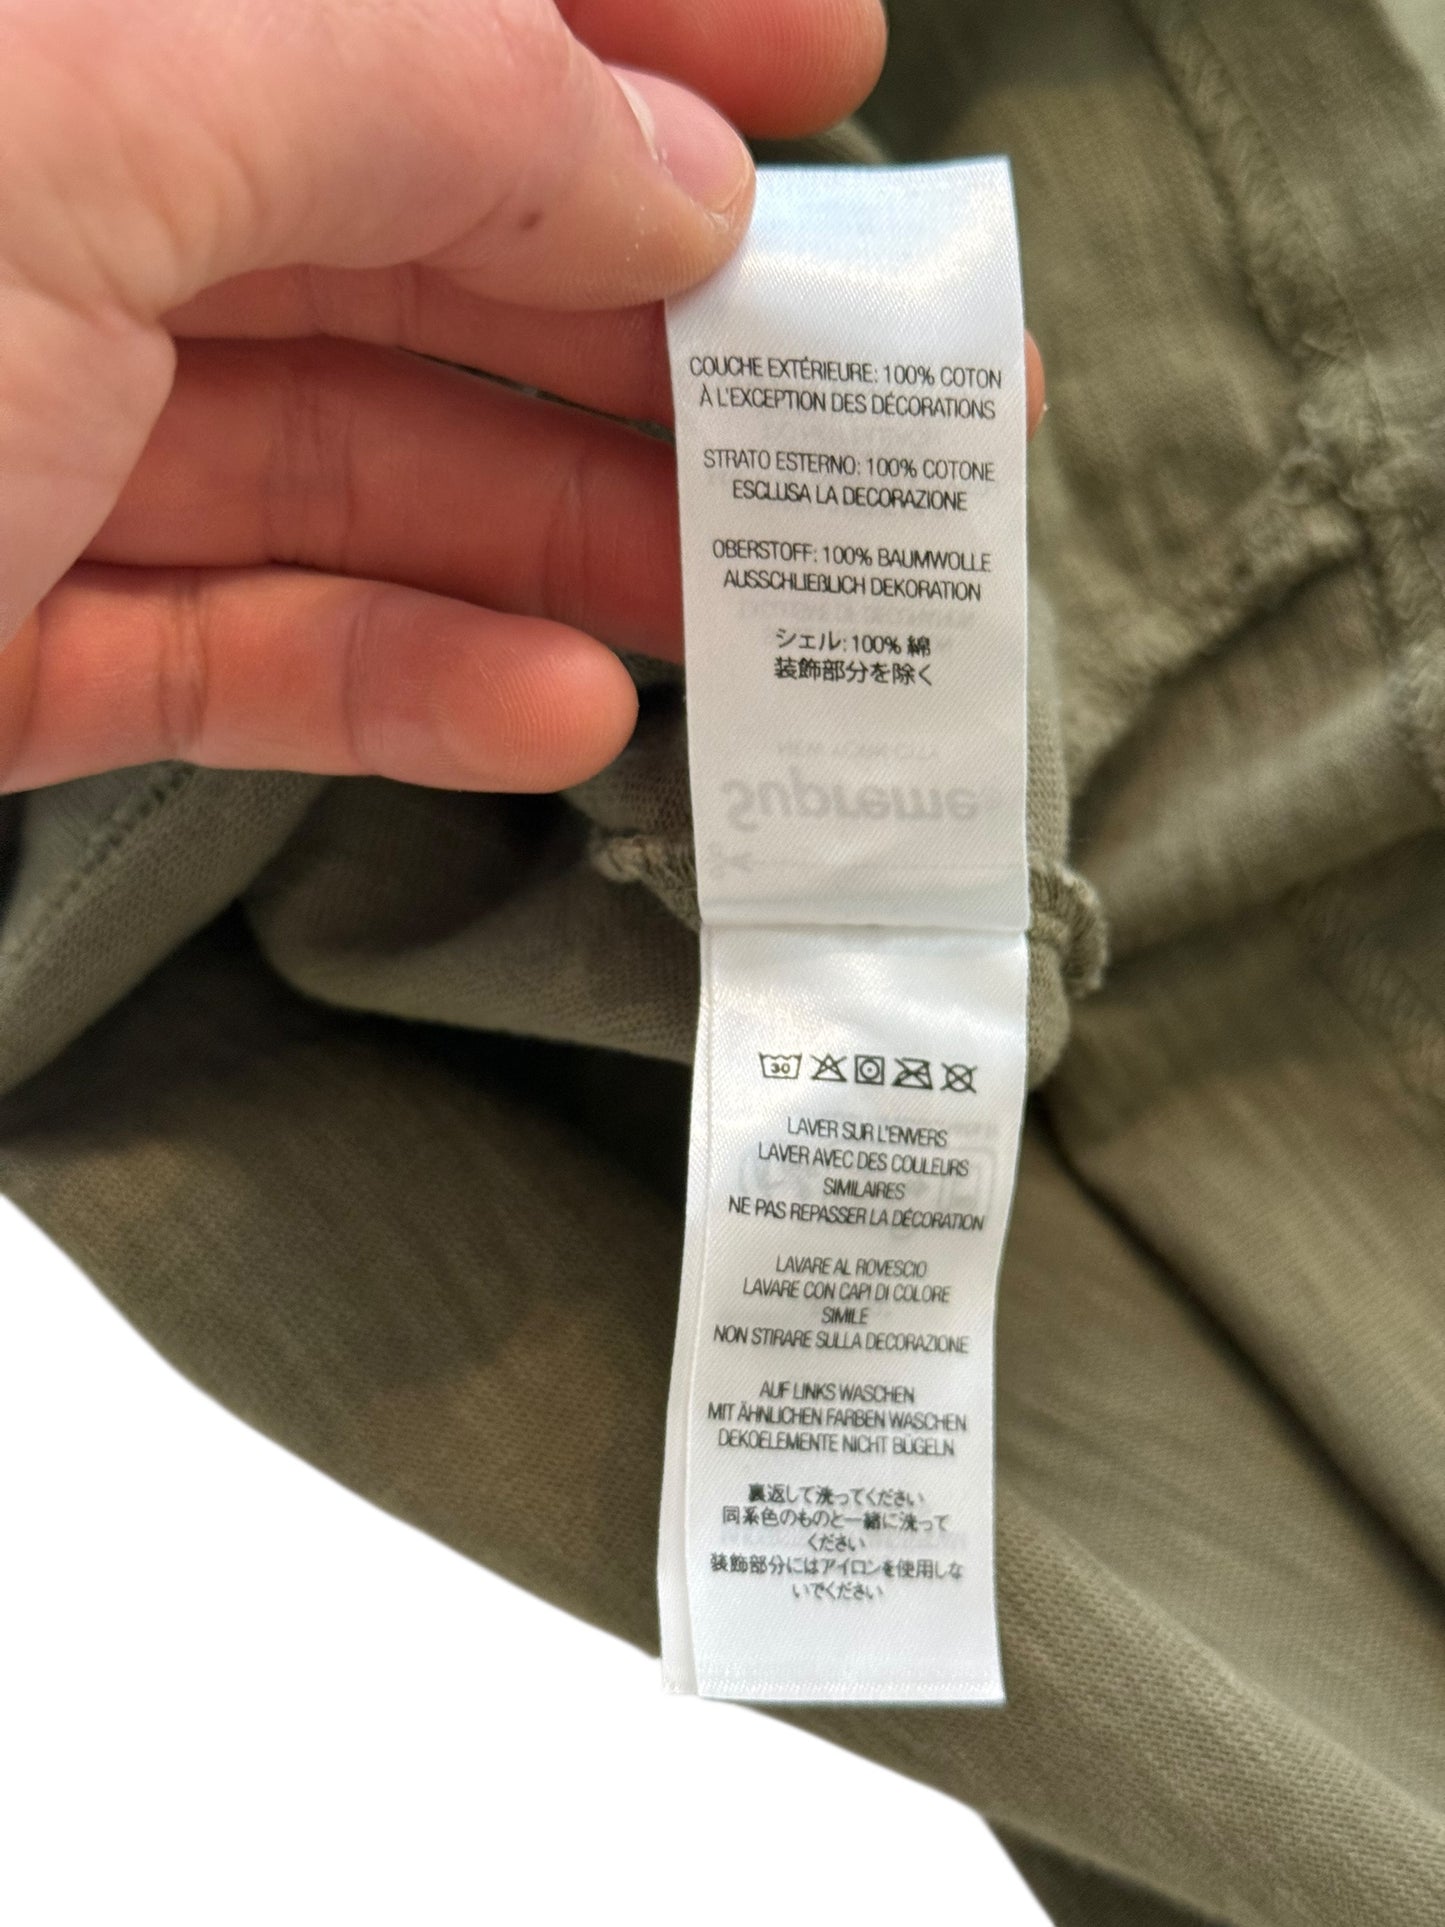 COUCHE EXTÉRIEURE: 100% COTON
À L'EXCEPTION DES DÉCORATIONS
STRATO ESTERNO: 100% COTONE
ESCLUSA LA DECORAZIONE
OBERSTOFF: 100% BAUMWOLLE
AUSSCHLIEßLICH DEKORATION
シェル:100% 綿
装飾部分を除く
NEW YORK CITY
Supreme
30
LAVER SUR L'ENVERS
LAVER AVEC DES COULEURS
SIMILAIRES
NE PAS REPASSER LA DÉCORATION
LAVARE AL ROVESCIO
LAVARE CON CAPI DI COLORE
SIMILE
NON STIRARE SULLA DECORAZIONE
AUF LINKS WASCHEN
MIT ÄHNLICHEN FARBEN WASCHEN
DEKOELEMENTE NICHT BÜGELN
裏返して洗ってください
同系色のものと一緒に洗って
ください
装飾部分にはアイロンを使用しな
いでください